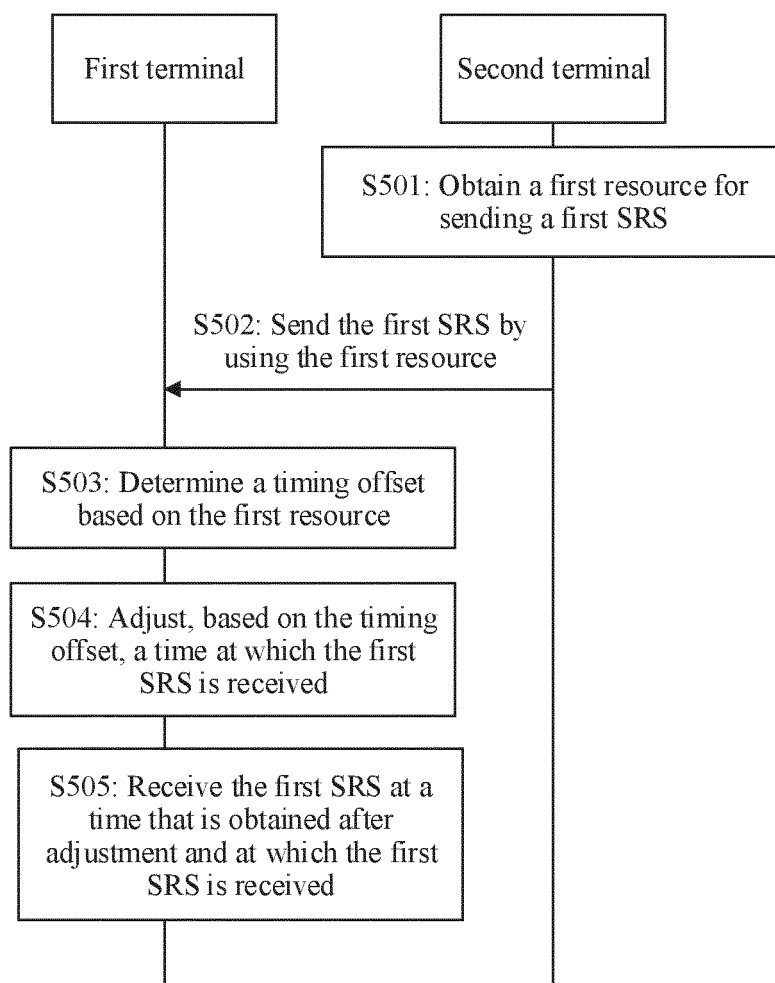 First terminal
Second terminal
S501: Obtain a first resource for
sending a first SRS
S502: Send the first SRS by
using the first resource
S503: Determine a timing offset
based on the first resource
S504: Adjust, based on the timing
offset, a time at which the first
SRS is received
S505: Receive the first SRS at a
time that is obtained after
adjustment and at which the first
SRS is received